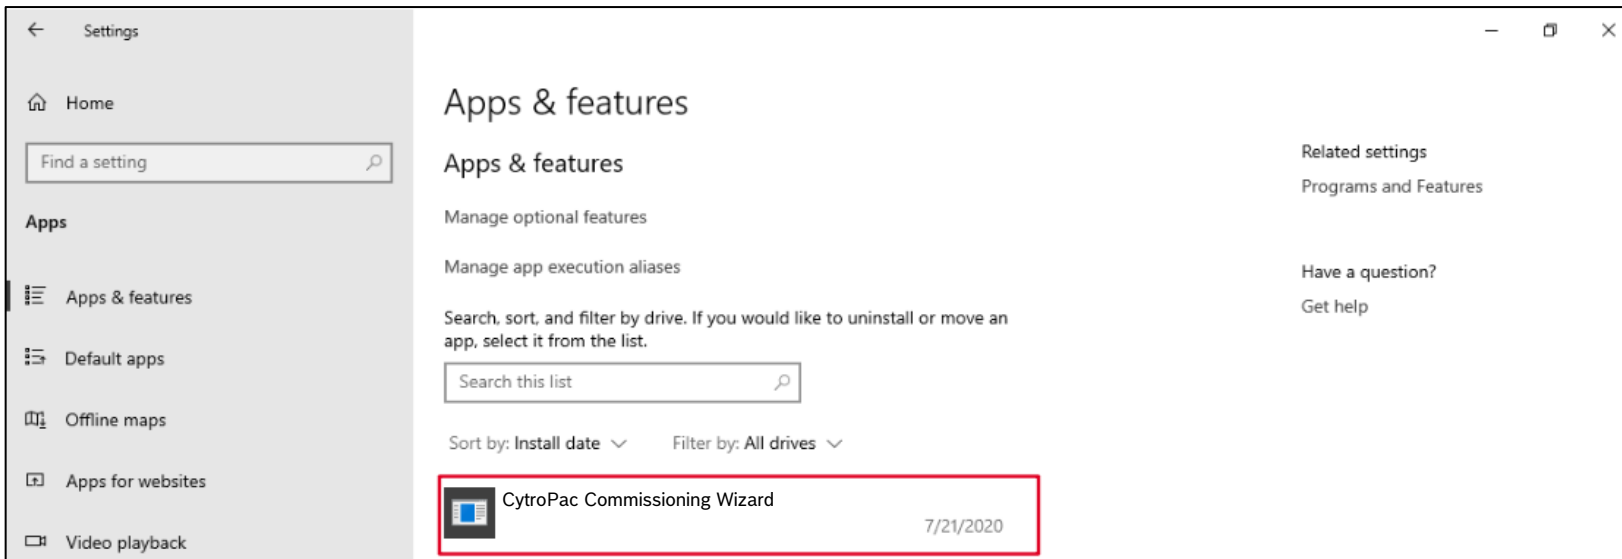 Settings
Home
Find a setting
Apps
Apps & features
Default apps
Offline maps
Apps for websites
Video playback
Apps & features
Apps & features
Manage optional features
Manage app execution aliases
Search, sort, and filter by drive. If you would like to uninstall or move an
app, select it from the list.
Search this list
Sort by: Install date
Filter by: All drives
CytroPac Commissioning Wizard
7/21/2020
Related settings
Programs and Features
Have a question?
Get help